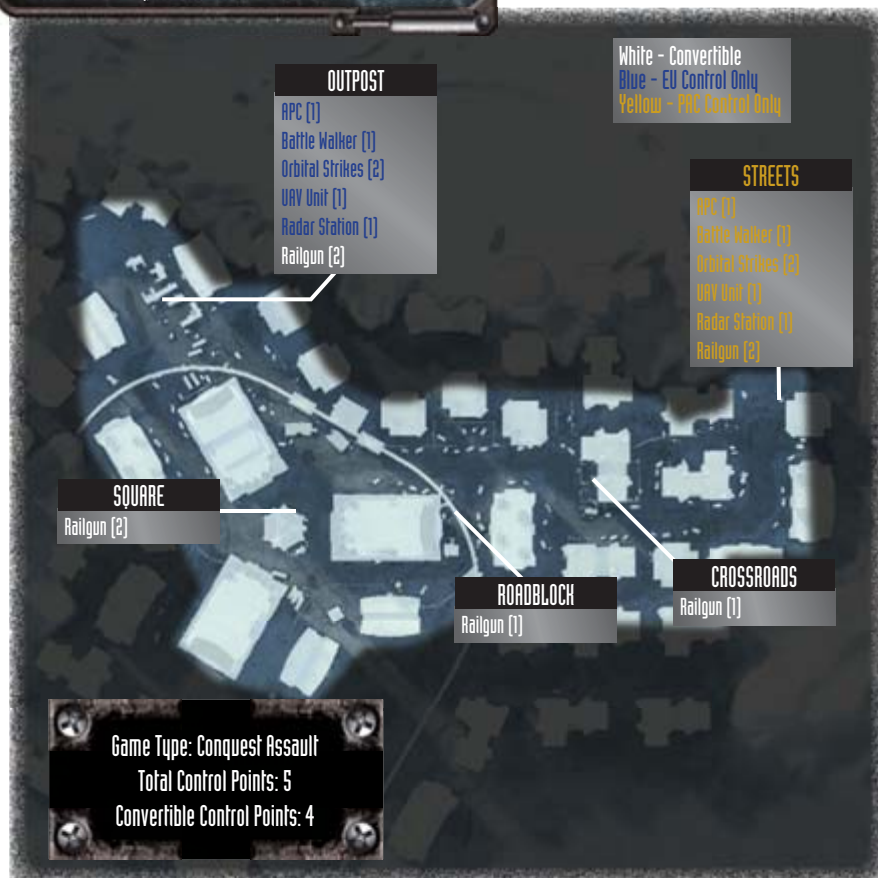 White - Convertible
Blue - EU Control Only
Yellow - PAC Control Only
OUTPOST
APC (1)
Battle Walker (1)
Orbital Strikes (2)
UAV Unit (1)
Radar Station (1)
Railgun (2)
STREETS
APC (1)
Battle Walker (1)
Orbital Strikes (2)
UAV Unit (1)
Radar Station (1)
Railgun (2)
SQUARE
Railgun (2)
ROADBLOCK
Railgun (1)
CROSSROADS
Railgun (1)
Game Type: Conquest Assault
Total Control Points: 5
Convertible Control Points: 4